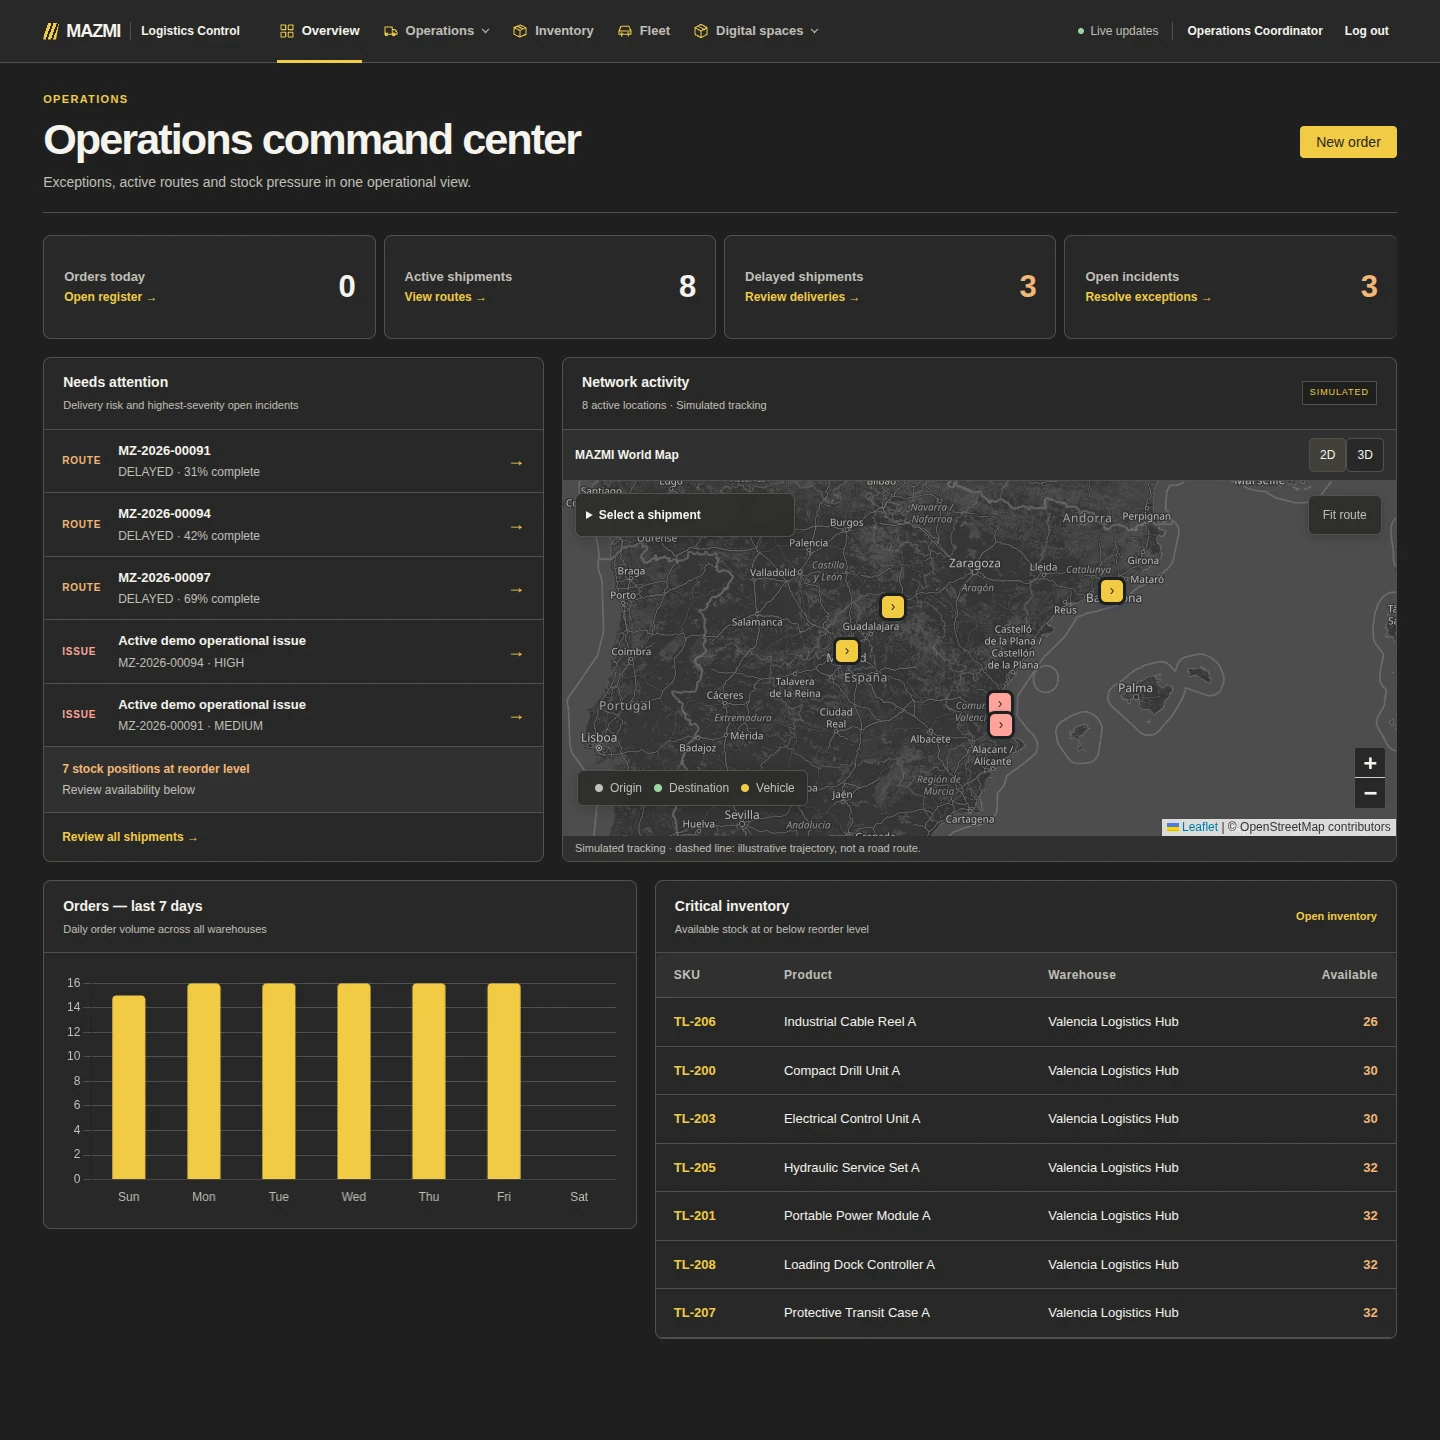 MAZMI
Logistics Control
Overview
Operations
Inventory
Fleet
Digital spaces
Live updates
Operations Coordinator
Log out
OPERATIONS
Operations command center
New order
Exceptions, active routes and stock pressure in one operational view.
Orders today
Open register →
0
Active shipments
View routes →
8
Delayed shipments
Review deliveries →
3
Open incidents
Resolve exceptions →
3
Needs attention
Delivery risk and highest-severity open incidents
ROUTE
MZ-2026-00091
DELAYED · 31% complete
→
ROUTE
MZ-2026-00094
DELAYED · 42% complete
→
ROUTE
MZ-2026-00097
DELAYED · 69% complete
→
ISSUE
Active demo operational issue
MZ-2026-00094 · HIGH
→
ISSUE
Active demo operational issue
MZ-2026-00091 · MEDIUM
→
7 stock positions at reorder level
Review availability below
Review all shipments →
Network activity
8 active locations · Simulated tracking
SIMULATED
MAZMI World Map
2D
3D
Santiago
Lugo
Bilbao
Marseille
Select a shipment
Fit route
Navarra /
Nafarroa
Burgos
Andorra
Perpignan
Ourense
Palencia
Braga
Valladolid
Castilla
y León
Zaragoza
Lleida
Catalunya
Girona
Mataró
Porto
Aragón
Reus
Salamanca
Guadalajara
Castelló
de la Plana /
Castellón
de la Plana
Coimbra
España
Talavera
de la Reina
Palma
Cáceres
Portugal
Extremadura
Ciudad
Real
Lisboa
Mérida
Badajoz
Albacete
Alacant /
Alicante
Región de
Murcia
Origin
Destination
Vehicle
Jaén
Sevilla
Huelva
Andalucía
Cartagena
Granada
+
−
Leaflet | © OpenStreetMap contributors
Simulated tracking · dashed line: illustrative trajectory, not a road route.
Orders — last 7 days
Daily order volume across all warehouses
16
14
12
10
8
6
4
2
0
Sun
Mon
Tue
Wed
Thu
Fri
Sat
Critical inventory
Available stock at or below reorder level
Open inventory
SKU
Product
Warehouse
Available
TL-206
Industrial Cable Reel A
Valencia Logistics Hub
26
TL-200
Compact Drill Unit A
Valencia Logistics Hub
30
TL-203
Electrical Control Unit A
Valencia Logistics Hub
30
TL-205
Hydraulic Service Set A
Valencia Logistics Hub
32
TL-201
Portable Power Module A
Valencia Logistics Hub
32
TL-208
Loading Dock Controller A
Valencia Logistics Hub
32
TL-207
Protective Transit Case A
Valencia Logistics Hub
32